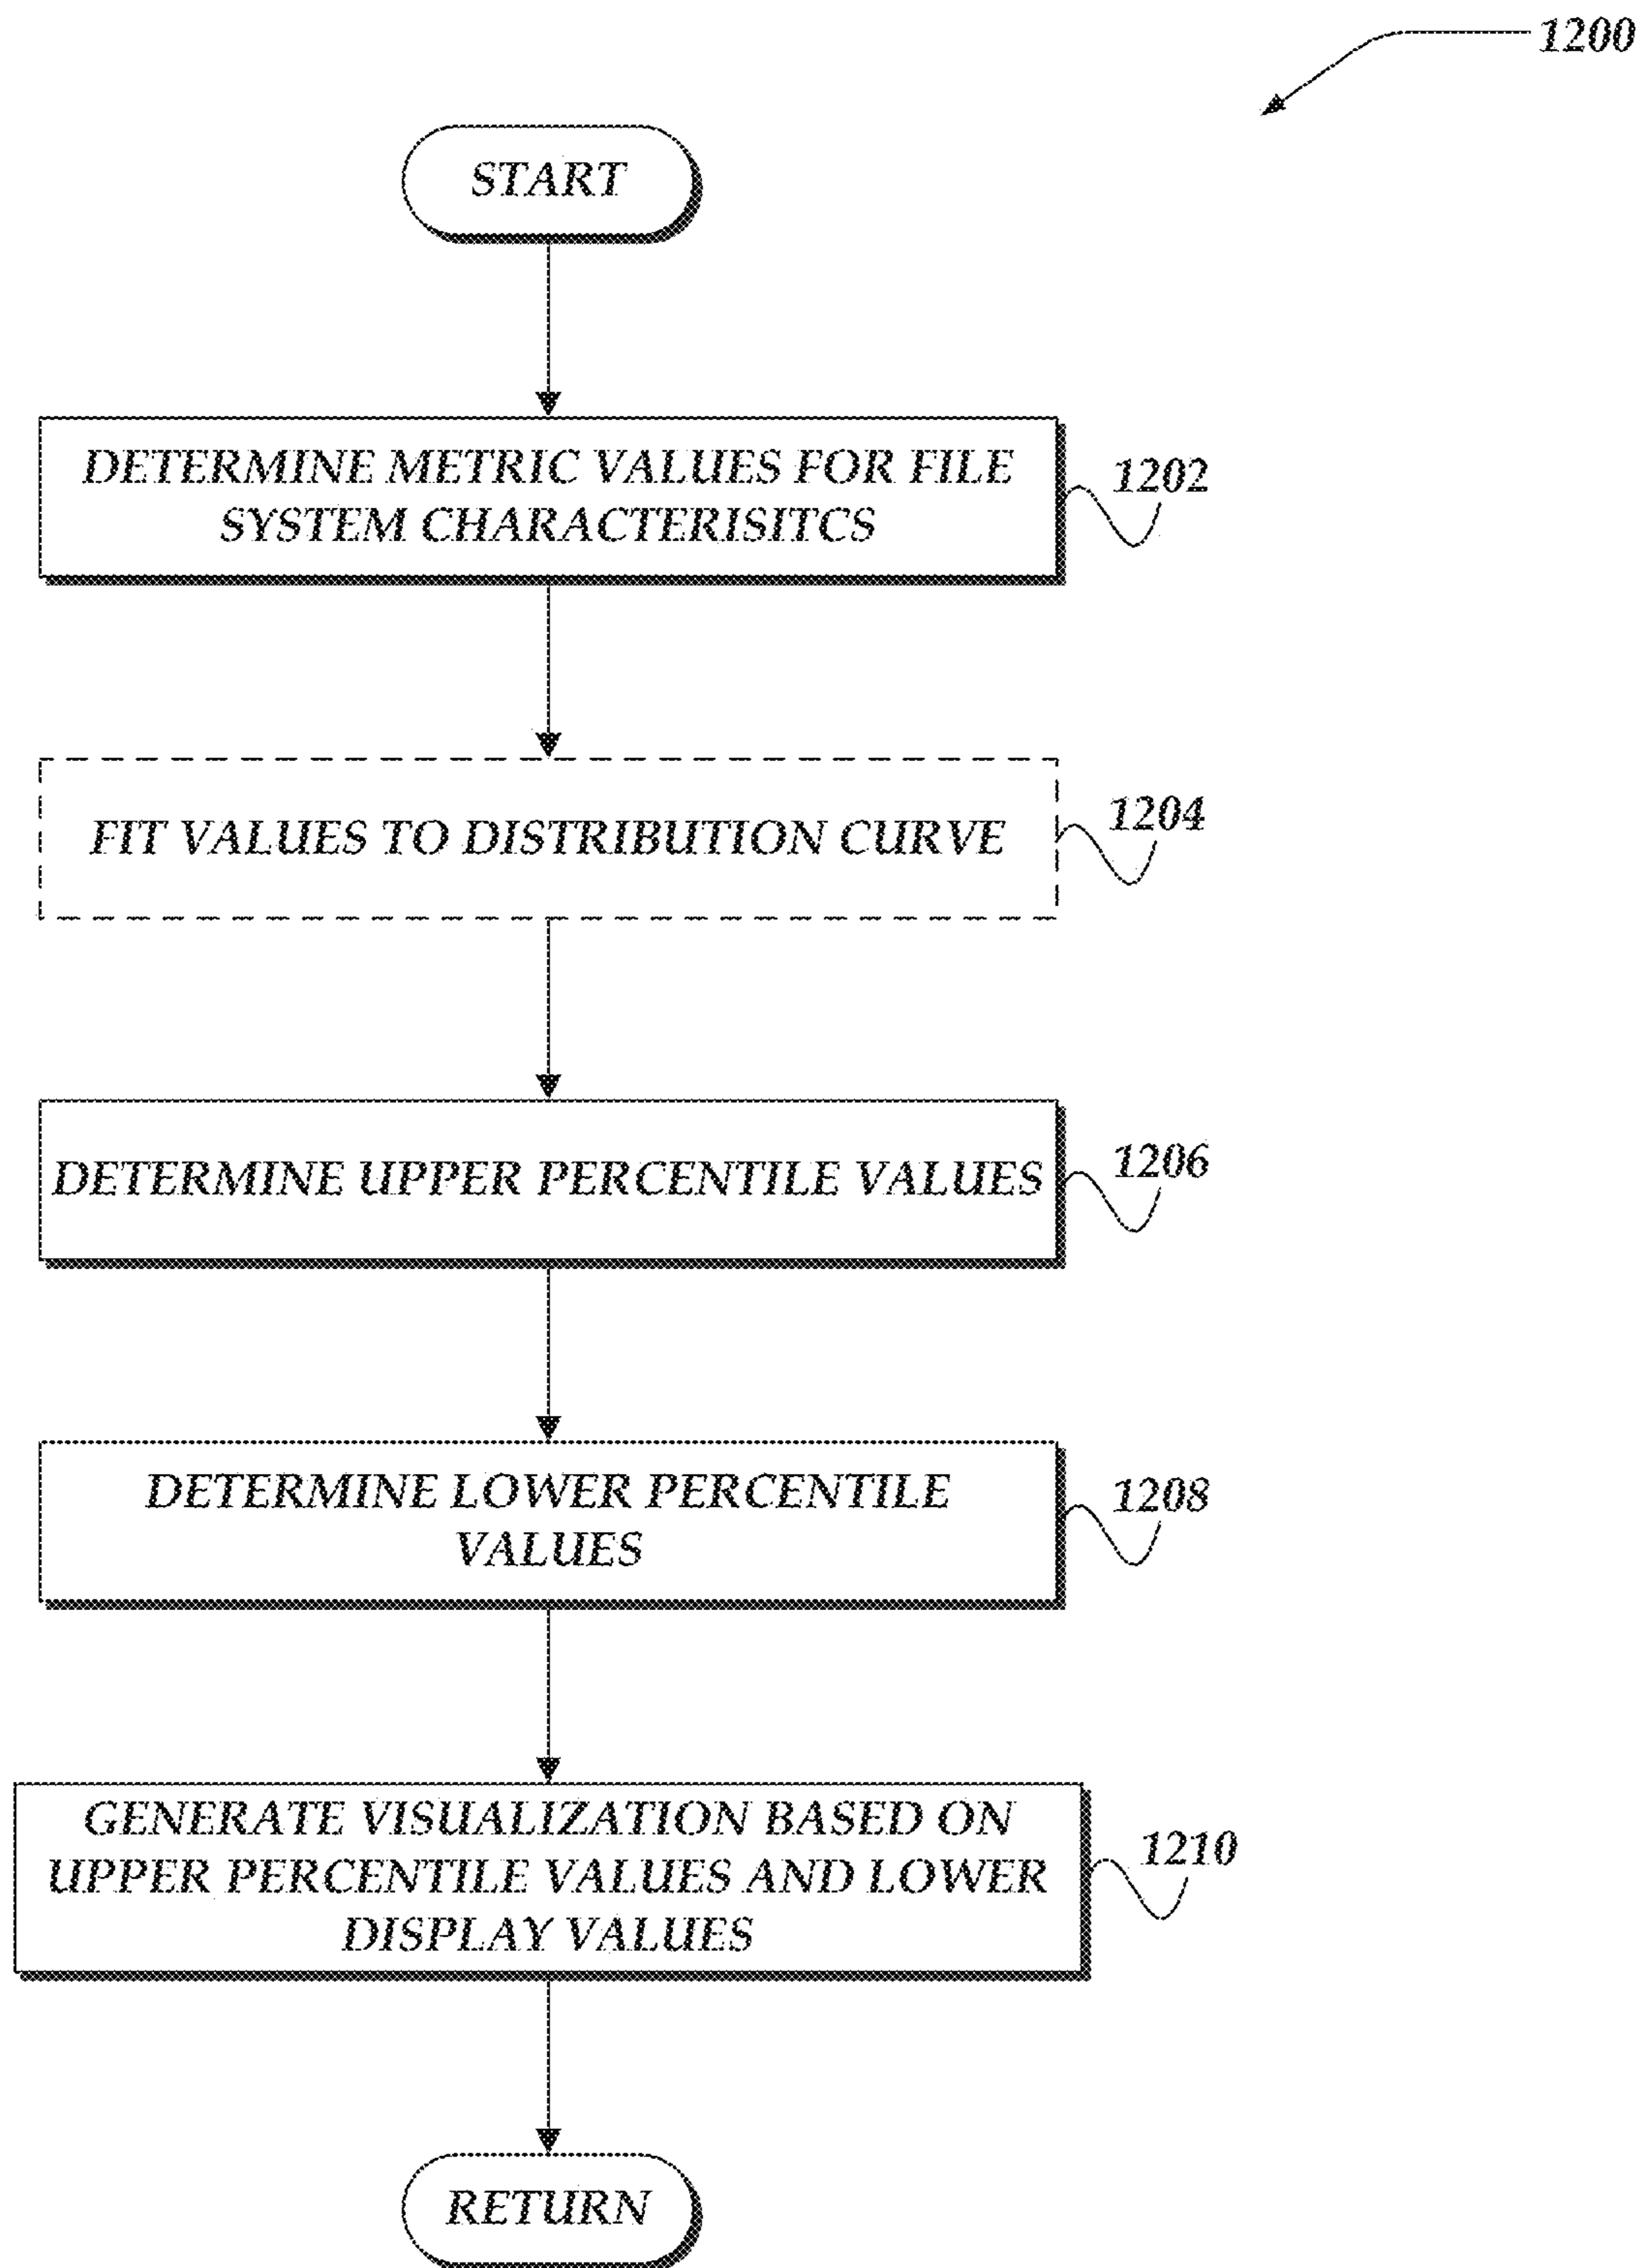 1200
START
DETERMINE METRIC VALUES FOR FILE
SYSTEM CHARACTERISITCS
1202
FIT VALUES TO DISTRIBUTION CURVE
1204
DETERMINE UPPER PERCENTILE VALUES
1206
DETERMINE LOWER PERCENTILE
VALUES
1208
GENERATE VISUALIZATION BASED ON
UPPER PERCENTILE VALUES AND LOWER
DISPLAY VALUES
1210
RETURN